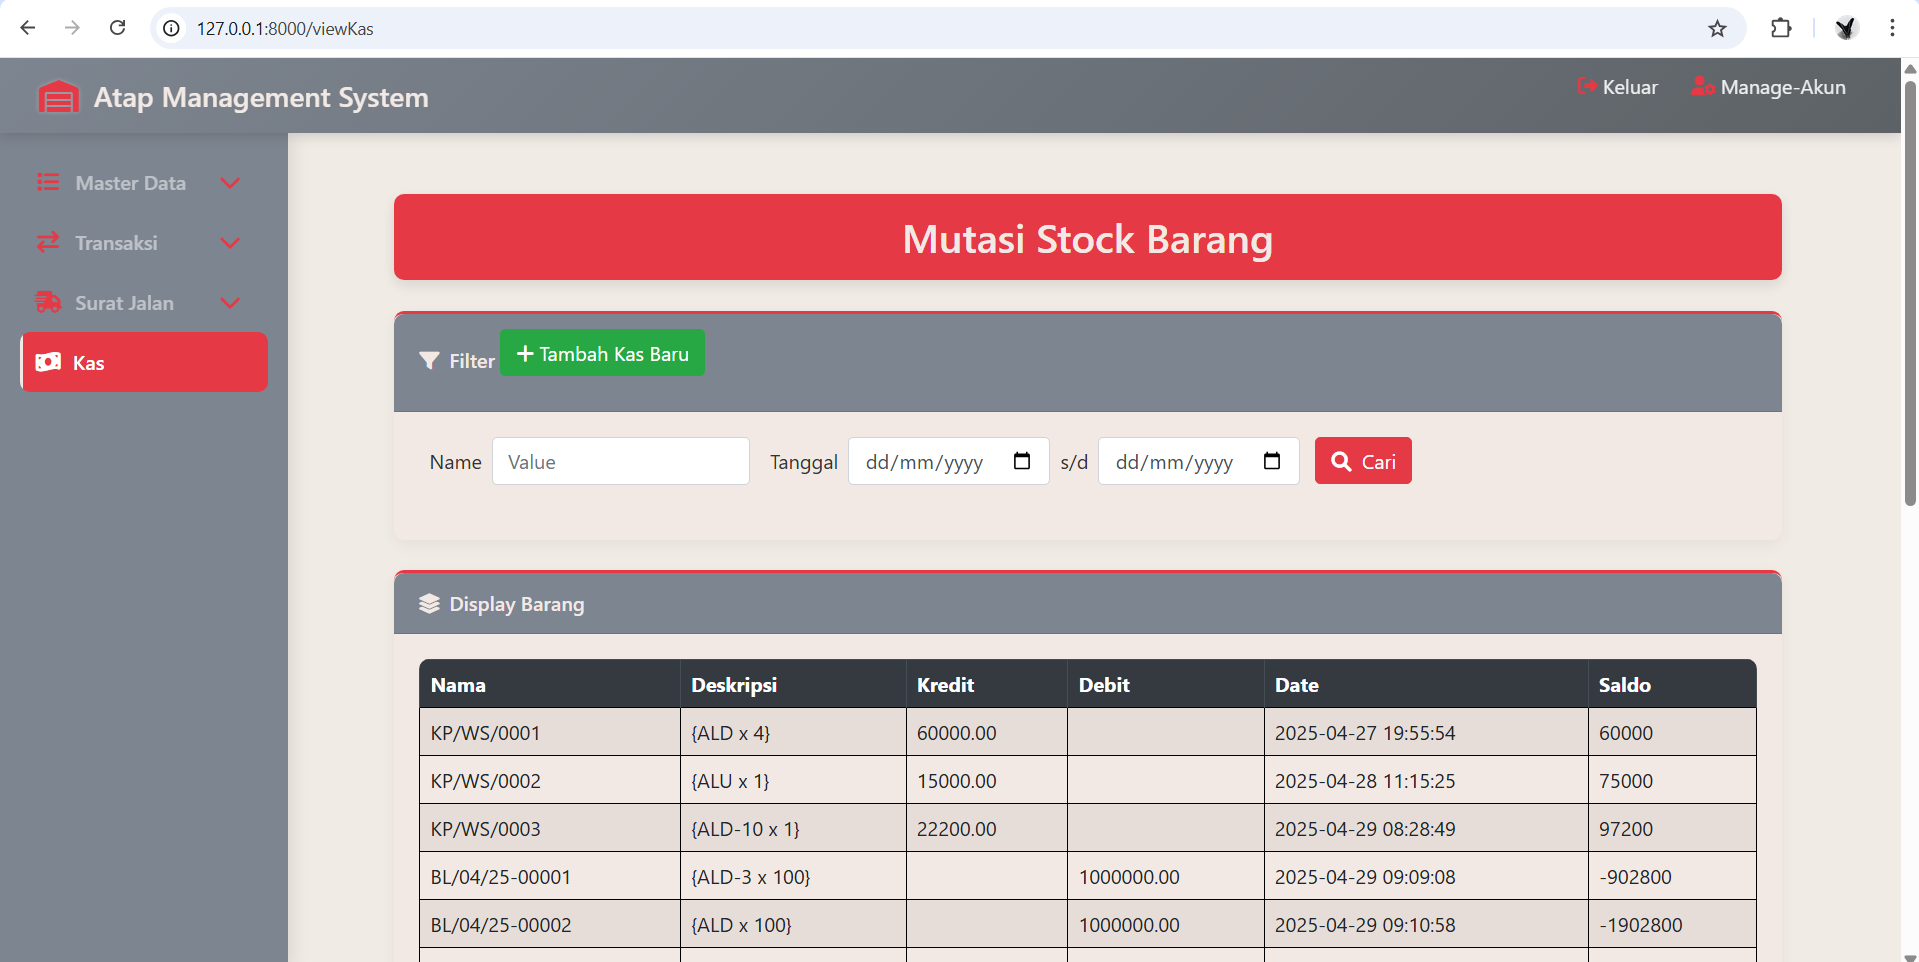 127.0.0.1:8000/viewKas
Atap Management System
Keluar
Manage-Akun
Master Data
Transaksi
Surat Jalan
Kas
Mutasi Stock Barang
Filter + Tambah Kas Baru
Name Value Tanggal dd/mm/yyyy s/d dd/mm/yyyy Cari
Display Barang
Nama Deskripsi Kredit Debit Date Saldo
KP/WS/0001 {ALD x 4} 60000.00 2025-04-27 19:55:54 60000
KP/WS/0002 {ALU x 1} 15000.00 2025-04-28 11:15:25 75000
KP/WS/0003 {ALD-10 x 1} 22200.00 2025-04-29 08:28:49 97200
BL/04/25-00001 {ALD-3 x 100} 1000000.00 2025-04-29 09:09:08 -902800
BL/04/25-00002 {ALD x 100} 1000000.00 2025-04-29 09:10:58 -1902800